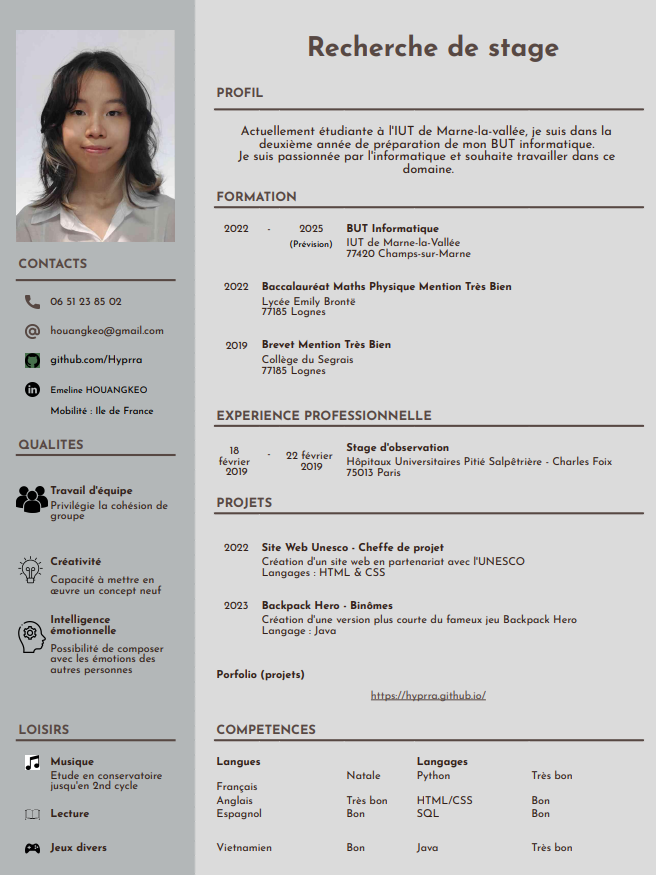 Recherche de stage
PROFIL
Actuellement étudiante à l'IUT de Marne-la-vallée, je suis dans la
deuxième année de préparation de mon BUT informatique.
Je suis passionnée par l'informatique et souhaite travailler dans ce
domaine.
FORMATION
2022 - 2025 BUT Informatique
(Prévision) IUT de Marne-la-Vallée
77420 Champs-sur-Marne
2022 Baccalauréat Maths Physique Mention Très Bien
Lycée Emily Brontë
77185 Lognes
2019 Brevet Mention Très Bien
Collège du Segrais
77185 Lognes
EXPERIENCE PROFESSIONNELLE
18
février
2019
-
22 février
2019
Stage d'observation
Hôpitaux Universitaires Pitié Salpêtrière - Charles Foix
75013 Paris
PROJETS
2022 Site Web Unesco - Cheffe de projet
Création d'un site web en partenariat avec l'UNESCO
Langages : HTML & CSS
2023 Backpack Hero - Binômes
Création d'une version plus courte du fameux jeu Backpack Hero
Langage : Java
Porfolio (projets)
https://hyprra.github.io/
COMPETENCES
Langues Langages
Natale Python Très bon
Français
Anglais Très bon HTML/CSS Bon
Espagnol Bon SQL Bon
Vietnamien Bon Java Très bon
CONTACTS
06 51 23 85 02
houangkeo@gmail.com
github.com/Hyprra
in Emeline HOUANGKEO
Mobilité : Ile de France
QUALITES
Travail d'équipe
Privilégie la cohésion de
groupe
Créativité
Capacité à mettre en
œuvre un concept neuf
Intelligence
émotionnelle
Possibilité de composer
avec les émotions des
autres personnes
LOISIRS
Musique
Etude en conservatoire
jusqu'en 2nd cycle
Lecture
Jeux divers